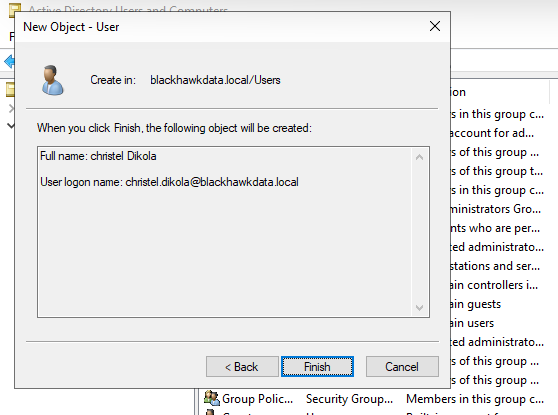 Active Directory Users and Computers
New Object - User
Create in: blackhawkdata.local/Users
When you click Finish, the following object will be created:
Full name: christel Dikola
User logon name: christel.dikola@blackhawkdata.local
< Back
Finish
Cancel
s in this group c...
account for ad...
s of this group ...
s of this group t...
s in this group c...
ministrators Gro...
nts who are per...
ted administrato...
stations and ser...
ain controllers i...
ain guests
ain users
ted administrato...
s of this group ...
s of this group ...
Group Polic... Security Group... Members in this group c...